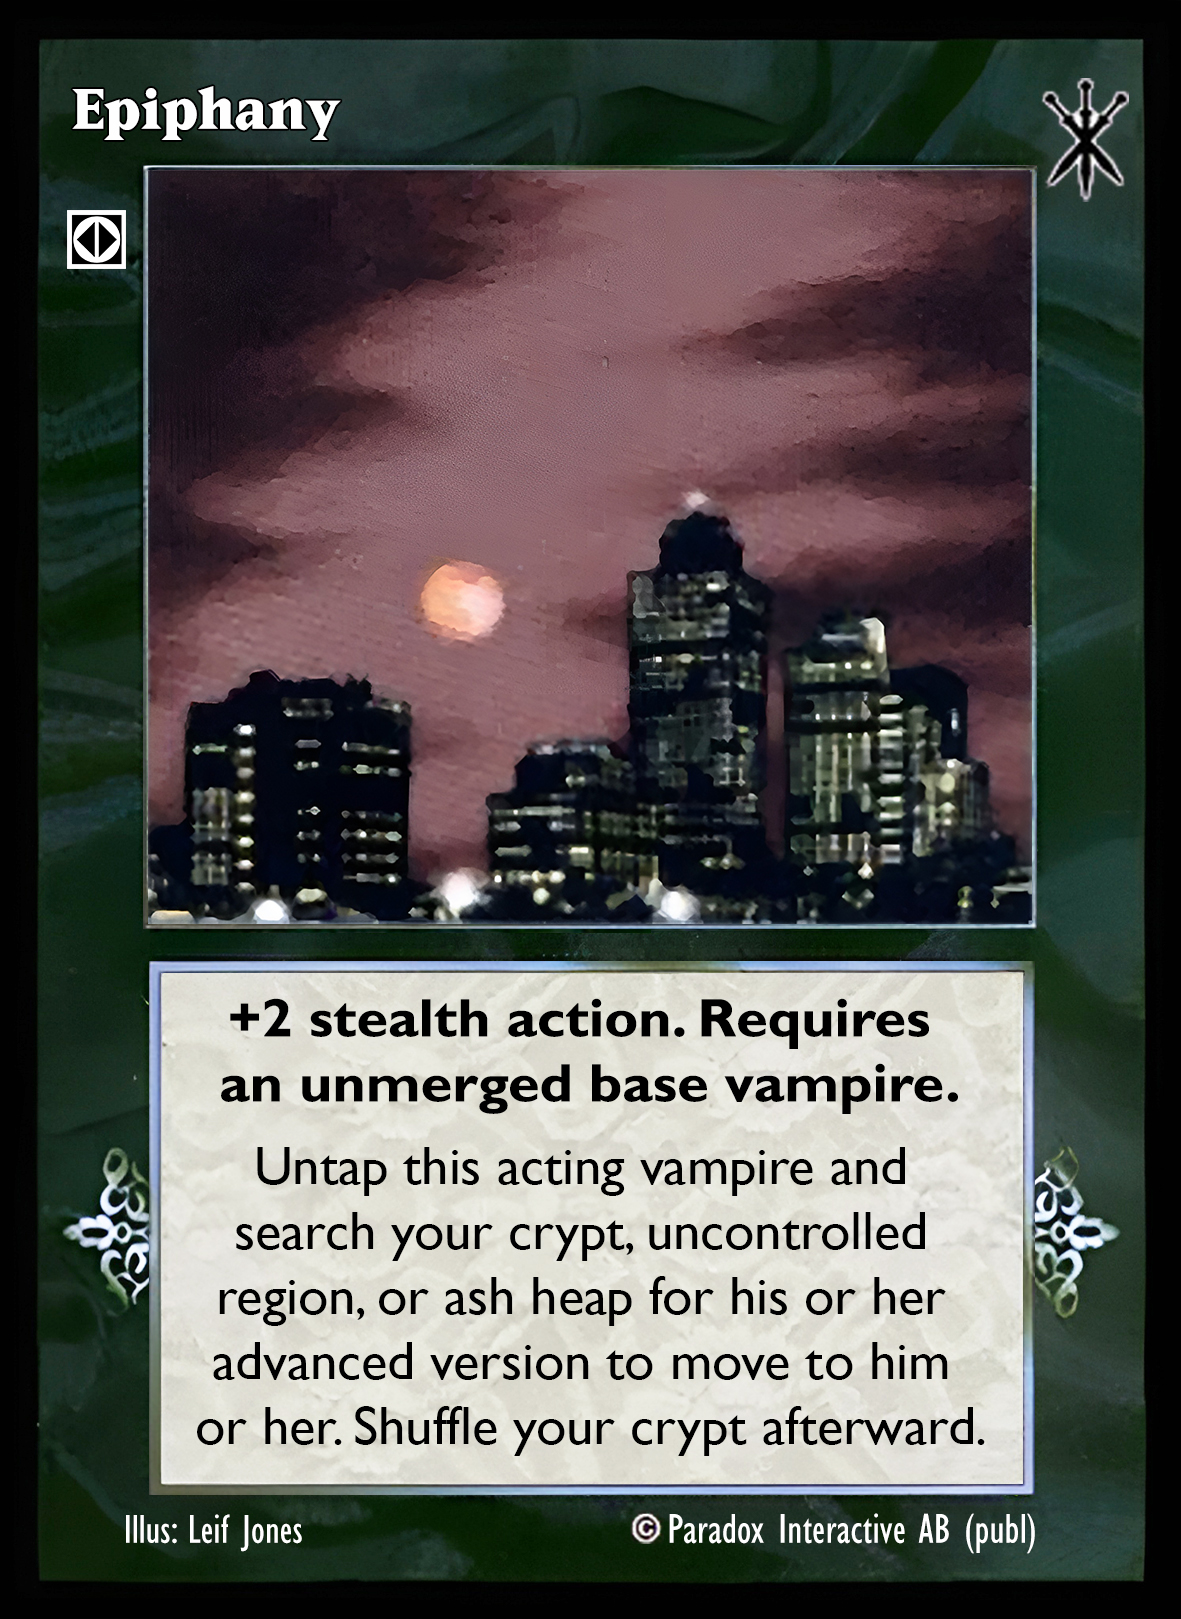 Epiphany
+2 stealth action. Requires
an unmerged base vampire.
Untap this acting vampire and
search your crypt, uncontrolled
region, or ash heap for his or her
advanced version to move to him
or her. Shuffle your crypt afterward.
Illus: Leif Jones
© Paradox Interactive AB (publ)